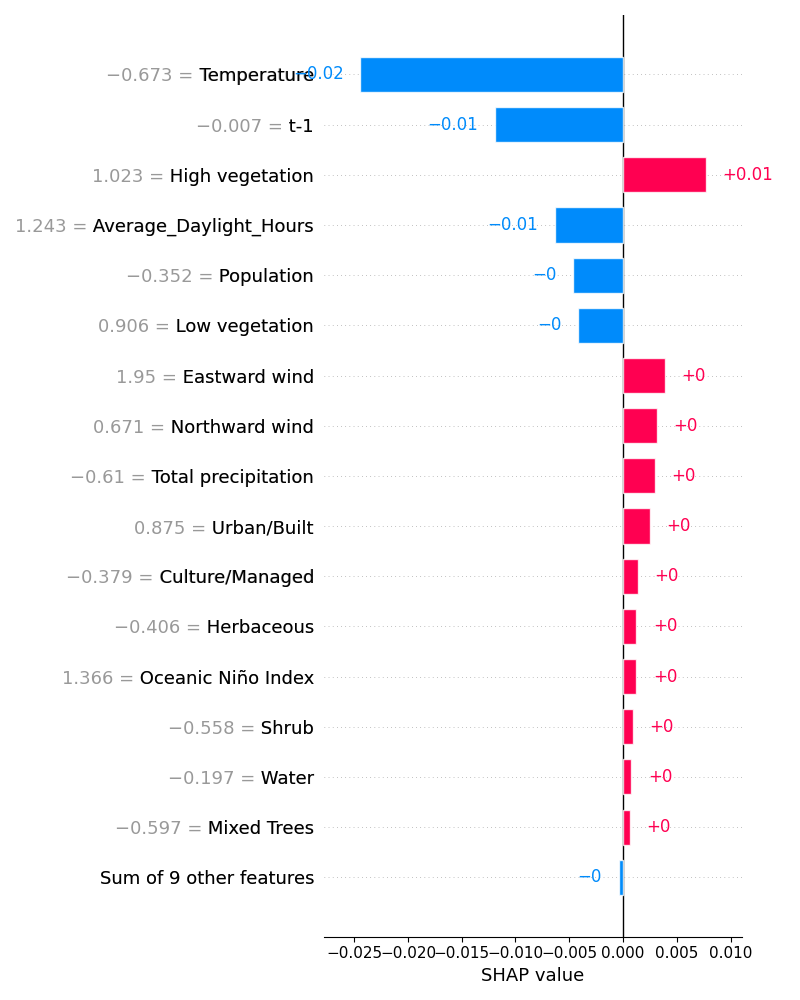 −0.673 = Temperature −0.02
−0.007 = t-1 −0.01
1.023 = High vegetation +0.01
1.243 = Average_Daylight_Hours −0.01
−0.352 = Population −0
0.906 = Low vegetation −0
1.95 = Eastward wind +0
0.671 = Northward wind +0
−0.61 = Total precipitation +0
0.875 = Urban/Built +0
−0.379 = Culture/Managed +0
−0.406 = Herbaceous +0
1.366 = Oceanic Niño Index +0
−0.558 = Shrub +0
−0.197 = Water +0
−0.597 = Mixed Trees +0
Sum of 9 other features −0
−0.025 −0.020 −0.015 −0.010 −0.005 0.000 0.005 0.010
SHAP value